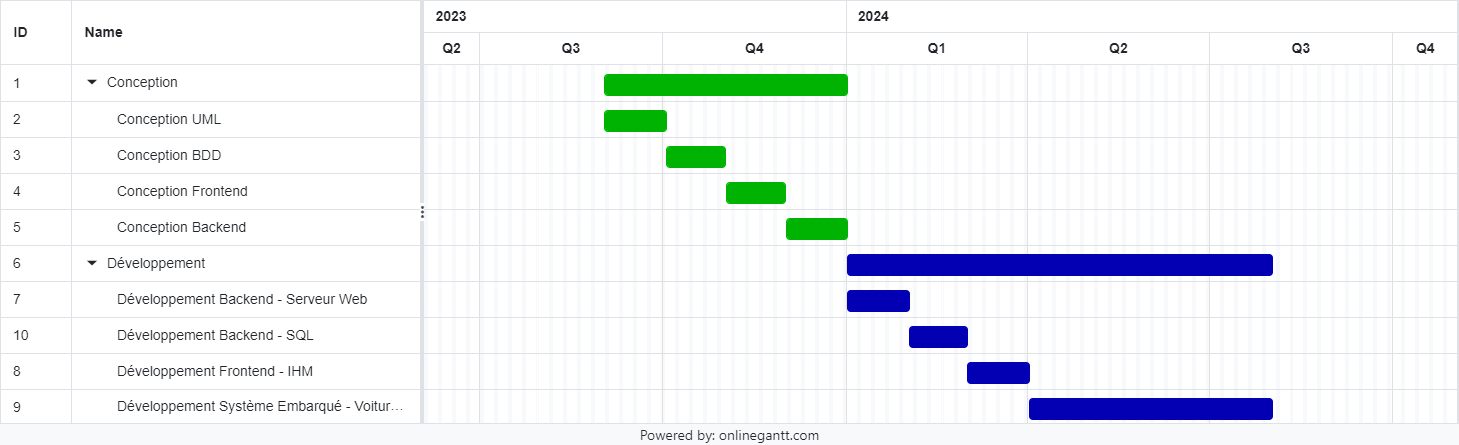 ID Name 2023 2024
Q2 Q3 Q4 Q1 Q2 Q3 Q4
1 Conception
2 Conception UML
3 Conception BDD
4 Conception Frontend
5 Conception Backend
6 Développement
7 Développement Backend - Serveur Web
10 Développement Backend - SQL
8 Développement Frontend - IHM
9 Développement Système Embarqué - Voitur…
Powered by: onlinegantt.com